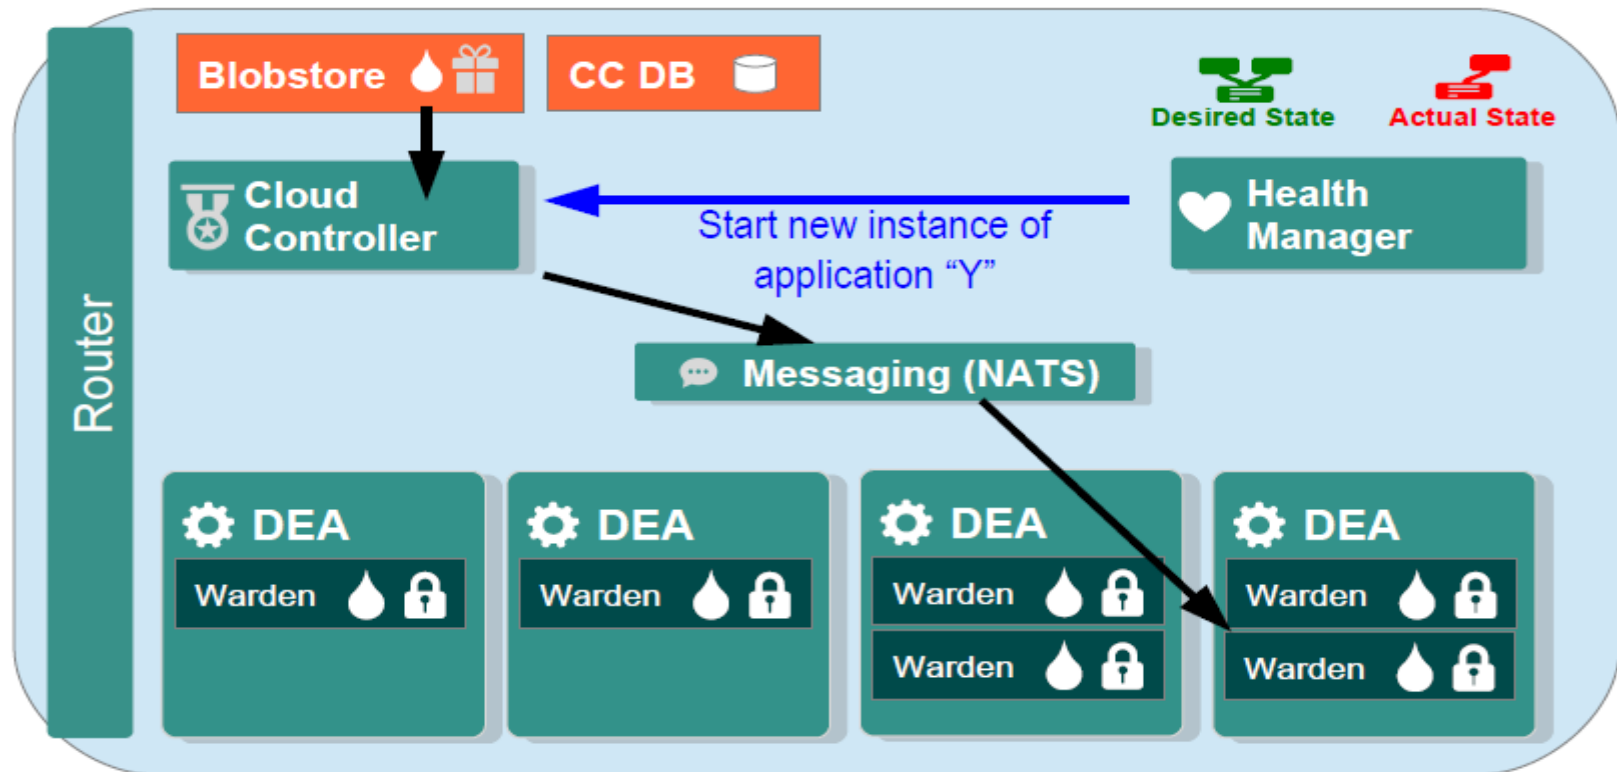 Router
Blobstore
CC DB
Desired State
Actual State
Cloud
Controller
Start new instance of
application “Y”
Health
Manager
Messaging (NATS)
DEA
Warden
DEA
Warden
DEA
Warden
Warden
DEA
Warden
Warden